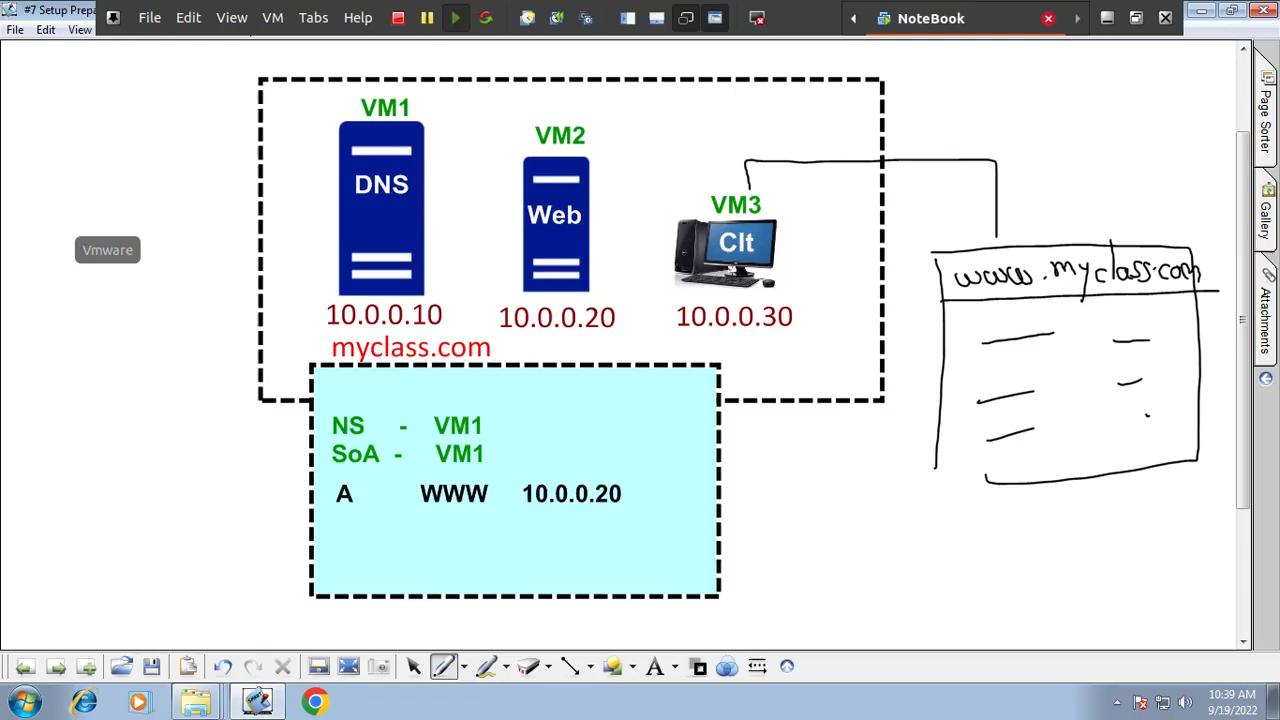 #7 Setup Prepa
File Edit View VM Tabs Help
NoteBook
File Edit View
VM1
VM2
VM3
DNS
Web
Clt
Vmware
10.0.0.10
10.0.0.20
10.0.0.30
myclass.com
www.myclass.com
NS - VM1
SoA - VM1
A WWW 10.0.0.20
Page Sorter
Gallery
Attachments
A
10:39 AM
9/19/2022